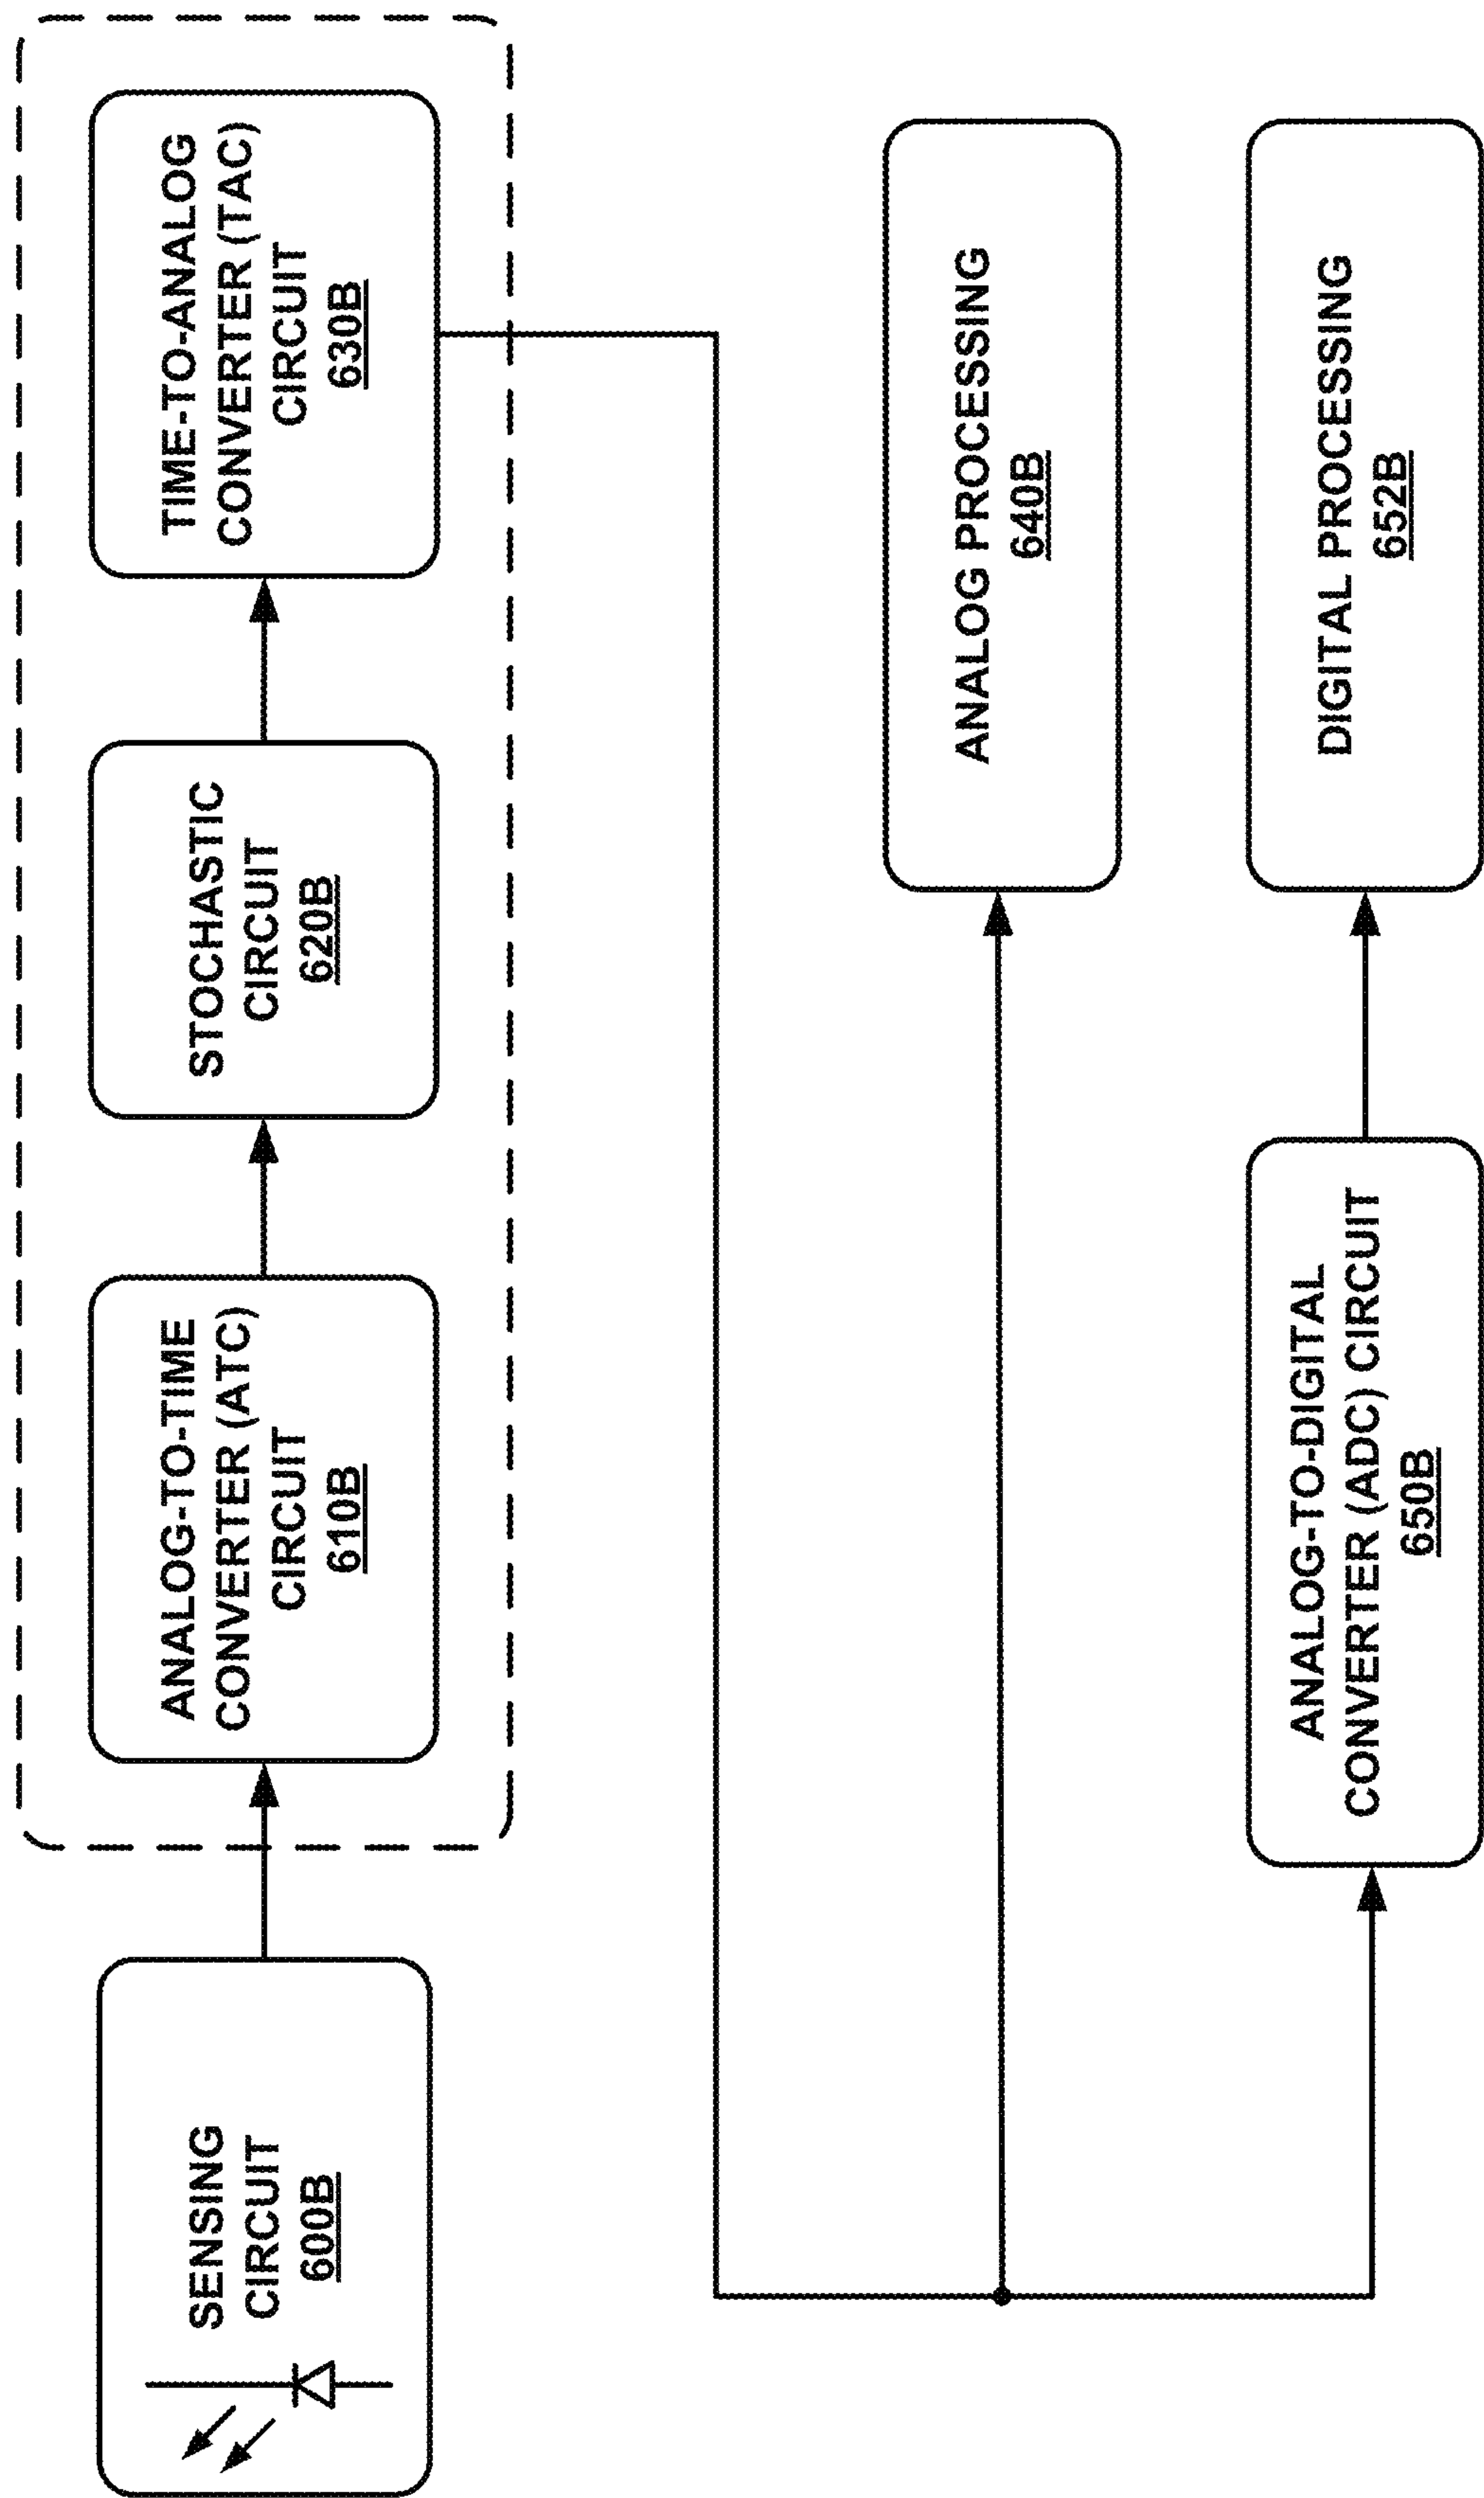 SENSING
CIRCUIT
600B
ANALOG-TO-TIME
CONVERTER (ATC)
CIRCUIT
610B
STOCHASTIC
CIRCUIT
620B
TIME-TO-ANALOG
CONVERTER (TAC)
CIRCUIT
630B
ANALOG PROCESSING
640B
ANALOG-TO-DIGITAL
CONVERTER (ADC) CIRCUIT
650B
DIGITAL PROCESSING
652B